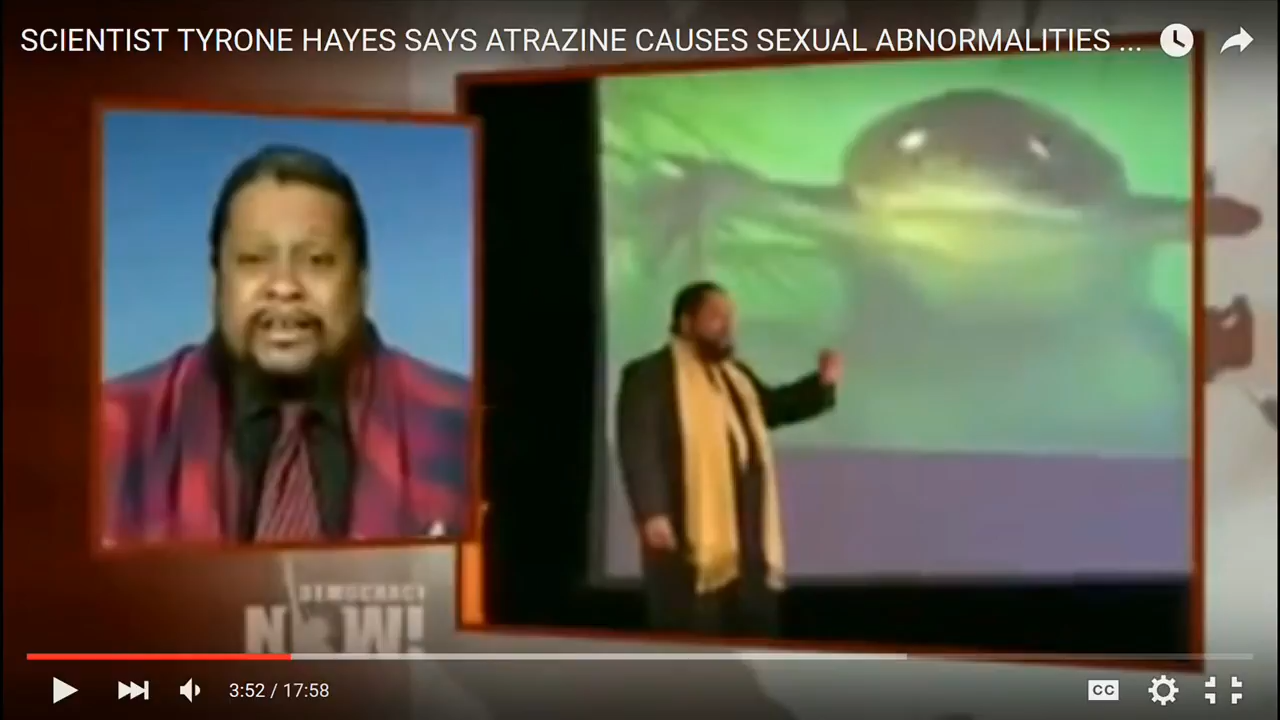 SCIENTIST TYRONE HAYES SAYS ATRAZINE CAUSES SEXUAL ABNORMALITIES ...
DEMOCRACY
NOW!
3:52 / 17:58
CC